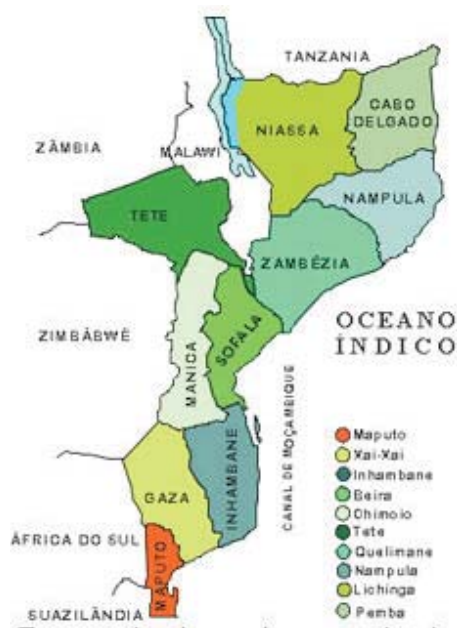 TANZANIA
CABO
DELGADO
NIASSA
ZÂMBIA
MALAWI
NAMPULA
TETE
ZAMBÉZIA
OCEANO
ÍNDICO
ZIMBÁBWÈ
SOFALA
MANICA
CANAL DE MOÇAMBIQUE
INHAMBANE
GAZA
ÁFRICA DO SUL
MAPUTO
SUAZILÂNDIA
Maputo
Xai-Xai
Inhambane
Beira
Chimoio
Tete
Quelimane
Nampula
Lichinga
Pemba